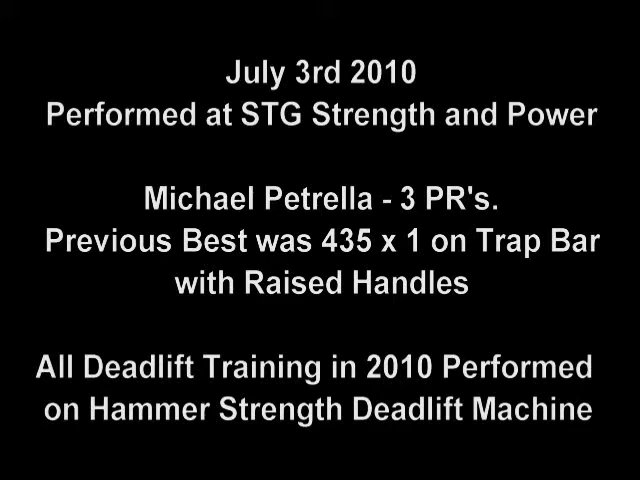 July 3rd 2010
Performed at STG Strength and Power
Michael Petrella - 3 PR's.
Previous Best was 435 x 1 on Trap Bar
with Raised Handles
All Deadlift Training in 2010 Performed
on Hammer Strength Deadlift Machine